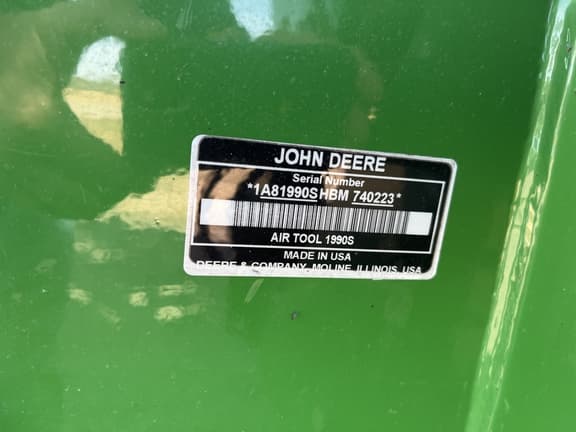 JOHN DEERE
Serial Number
*1A81990SHBM 740223*
AIR TOOL 1990S
MADE IN USA
DEERE & COMPANY, MOLINE, ILLINOIS, USA